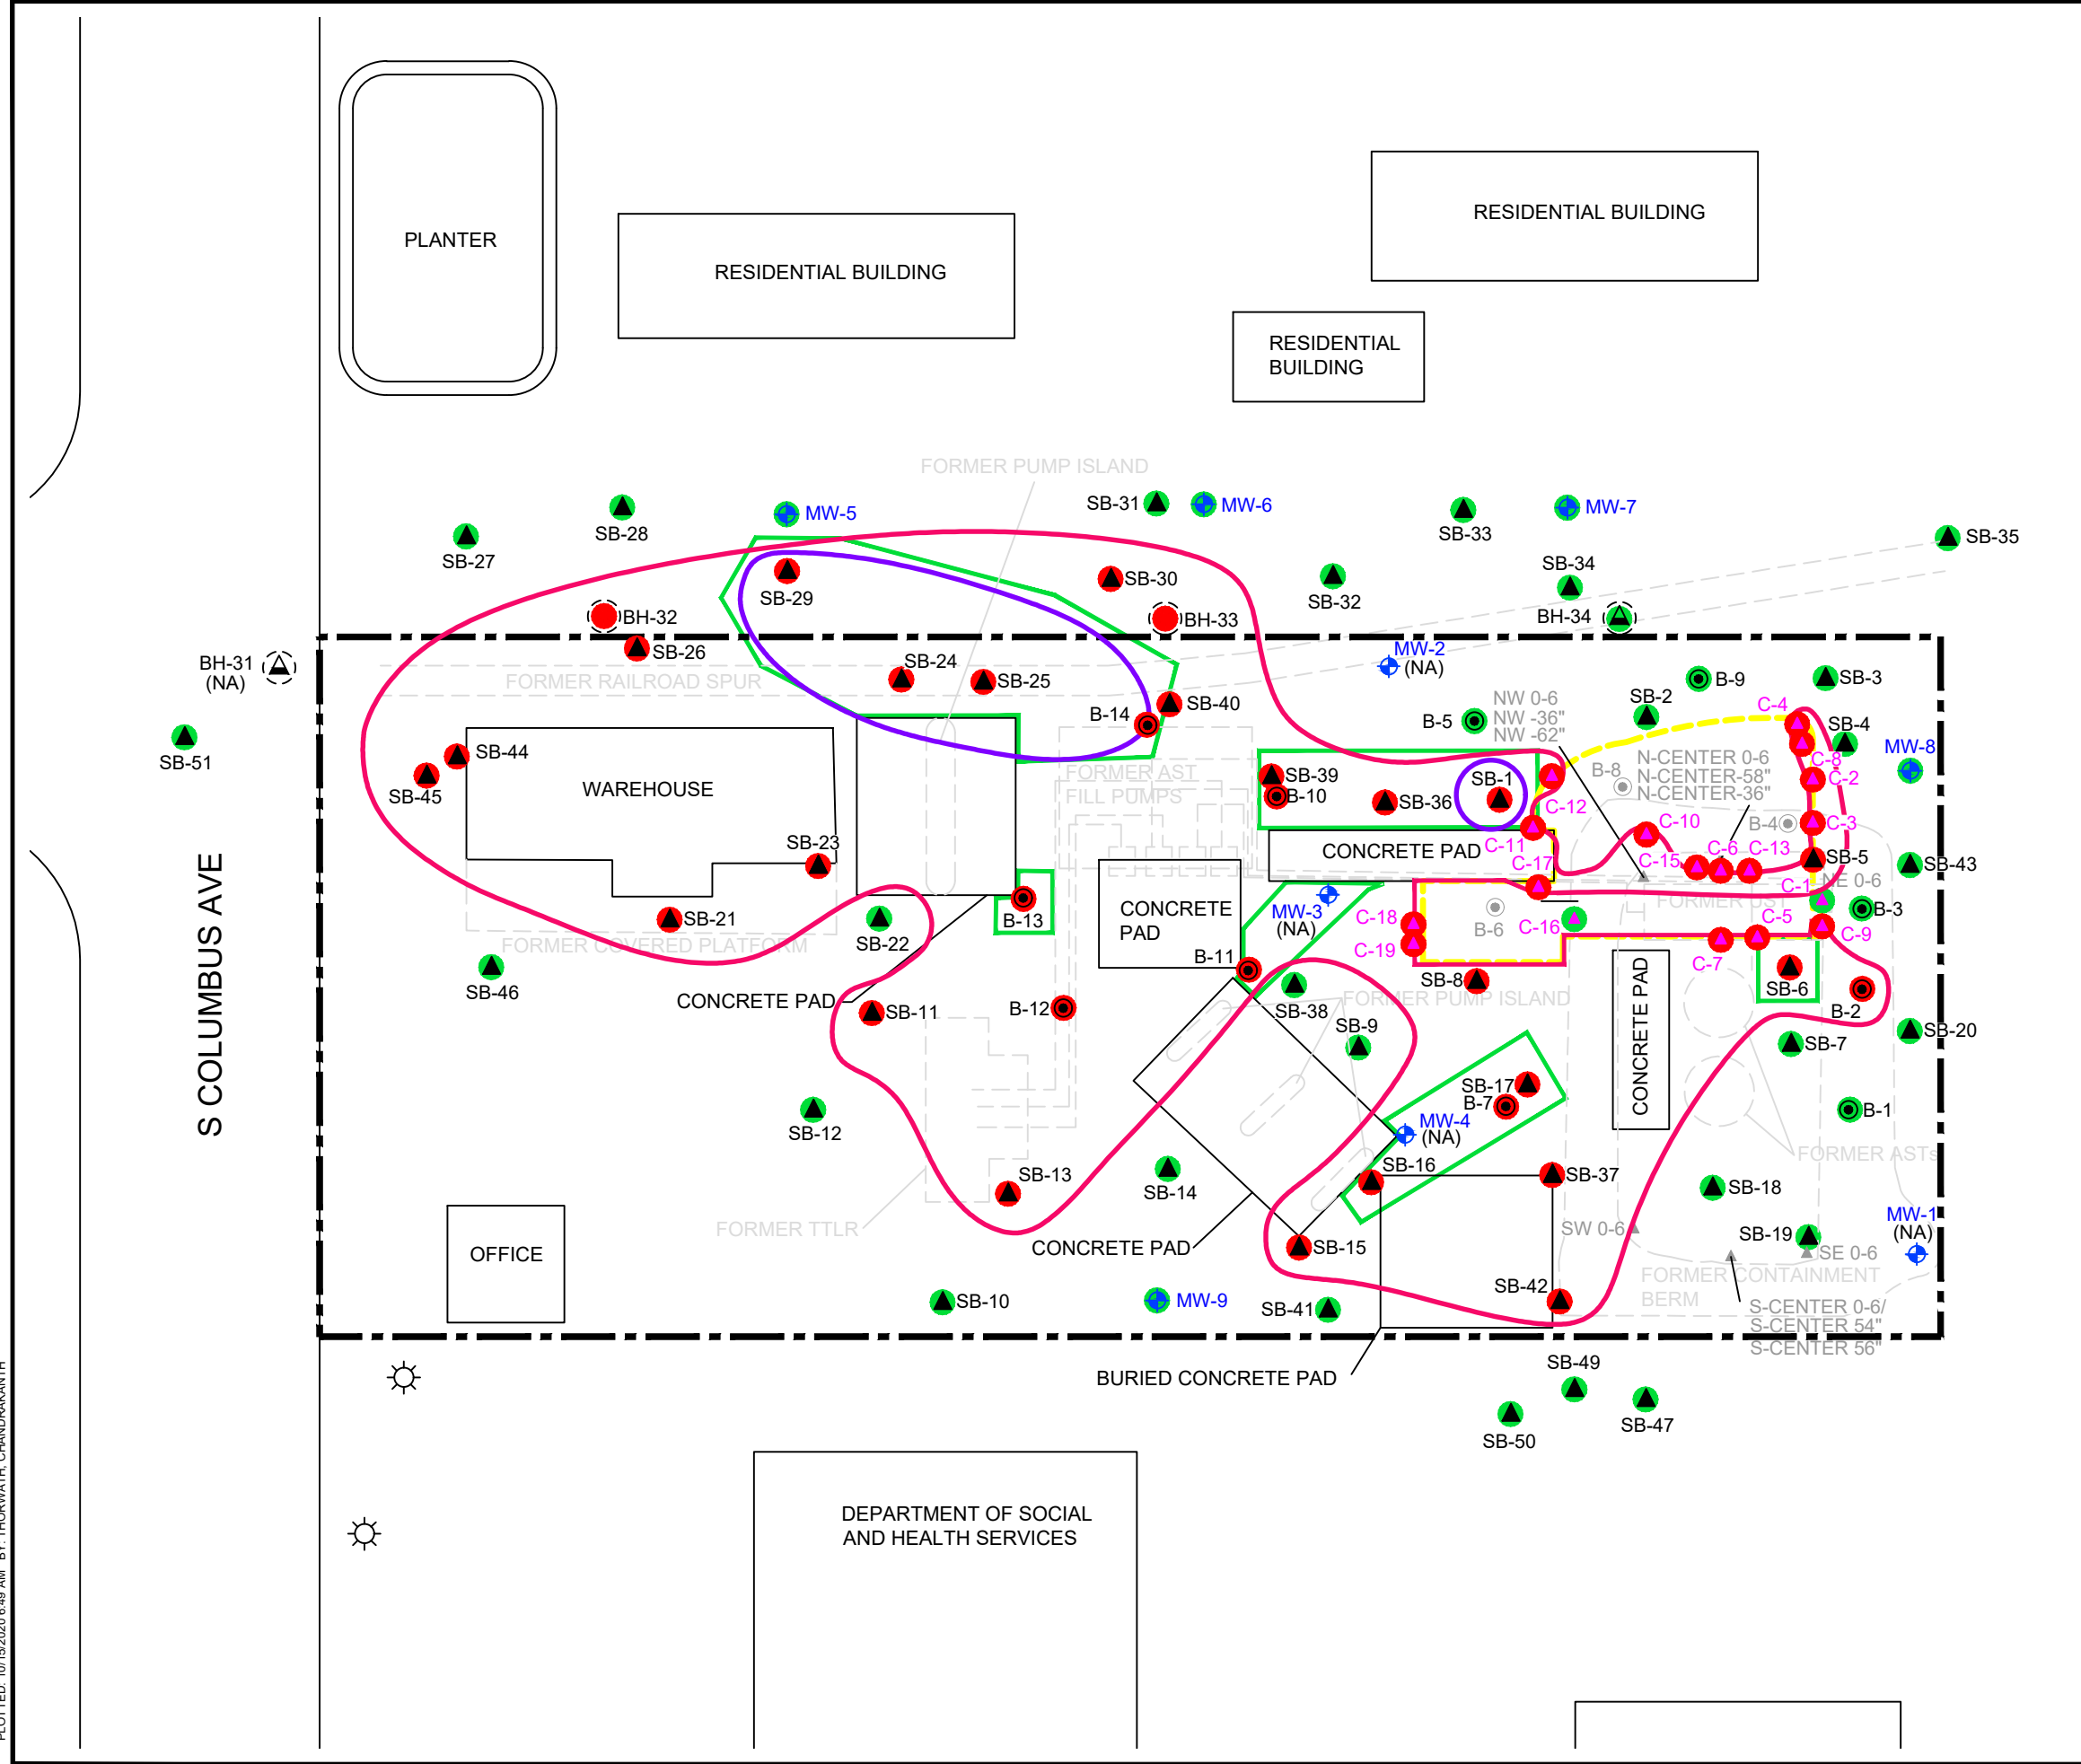 PLANTER
RESIDENTIAL BUILDING
RESIDENTIAL BUILDING
RESIDENTIAL
BUILDING
FORMER PUMP ISLAND
SB-27
SB-28
MW-5
SB-31
MW-6
SB-33
MW-7
SB-35
SB-29
SB-30
SB-32
SB-34
BH-32
BH-33
BH-34
BH-31
(NA)
SB-26
SB-24
SB-25
FORMER RAILROAD SPUR
MW-2
(NA)
B-9
SB-3
SB-40
B-14
B-5
NW 0-6
NW -36"
NW -62"
SB-2
C-4
SB-4
MW-8
SB-51
SB-44
SB-45
WAREHOUSE
FORMER AST
FILL PUMPS
SB-39
B-10
SB-36
SB-1
C-12
B-8
N-CENTER 0-6
N-CENTER-58"
N-CENTER-36"
C-8
C-2
B-4
C-3
SB-23
CONCRETE PAD
C-11
C-17
C-10
C-15
C-6
C-13
SB-5
SB-43
C-1
NE 0-6
FORMER UST
S COLUMBUS AVE
SB-21
FORMER COVERED PLATFORM
SB-22
B-13
CONCRETE
PAD
MW-3
(NA)
C-18
C-19
B-6
C-16
C-5
C-7
C-9
B-3
SB-46
CONCRETE PAD
SB-11
B-12
B-11
SB-38
FORMER PUMP ISLAND
SB-8
SB-6
B-2
SB-9
CONCRETE PAD
SB-7
SB-20
SB-12
SB-17
B-7
MW-4
(NA)
B-1
FORMER ASTs
SB-13
SB-14
SB-16
SB-37
SB-18
MW-1
(NA)
FORMER TTLR
OFFICE
CONCRETE PAD
SB-15
SW 0-6
SB-19
SE 0-6
FORMER CONTAINMENT
BERM
SB-10
MW-9
SB-41
SB-42
S-CENTER 0-6/
S-CENTER 54"
S-CENTER 56"
BURIED CONCRETE PAD
SB-49
SB-50
SB-47
DEPARTMENT OF SOCIAL
AND HEALTH SERVICES
PLOTTED: 10/15/2020 6:49 AM BY: THORWATH, CHANDRAKANTH